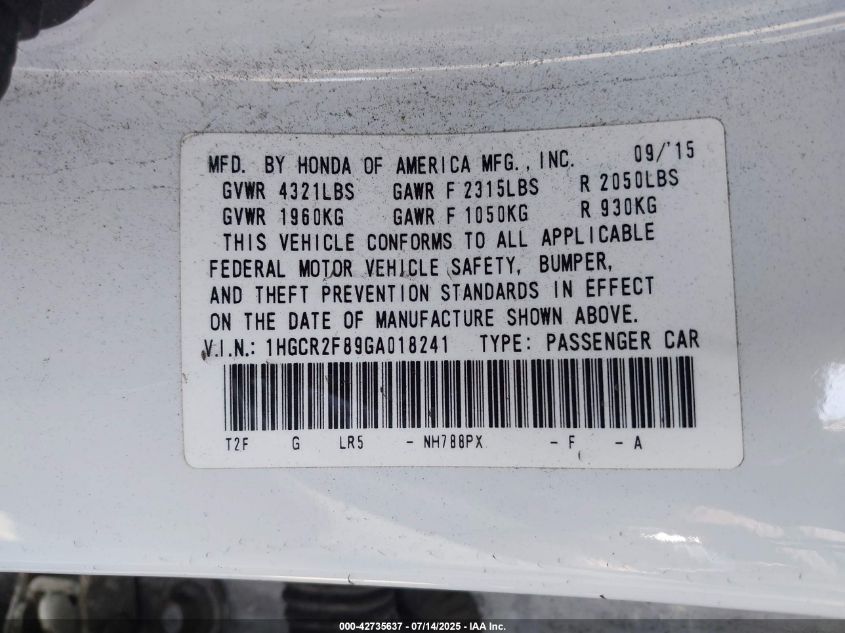 MFD. BY HONDA OF AMERICA MFG., INC. 09/'15
GVWR 4321LBS GAWR F 2315LBS R 2050LBS
GVWR 1960KG GAWR F 1050KG R 930KG
THIS VEHICLE CONFORMS TO ALL APPLICABLE
FEDERAL MOTOR VEHICLE SAFETY, BUMPER,
AND THEFT PREVENTION STANDARDS IN EFFECT
ON THE DATE OF MANUFACTURE SHOWN ABOVE.
V.I.N.: 1HGCR2F89GA018241 TYPE: PASSENGER CAR
T2F G LR5 - NH788PX - F - A
000-42735637 - 07/14/2025 - IAA Inc.